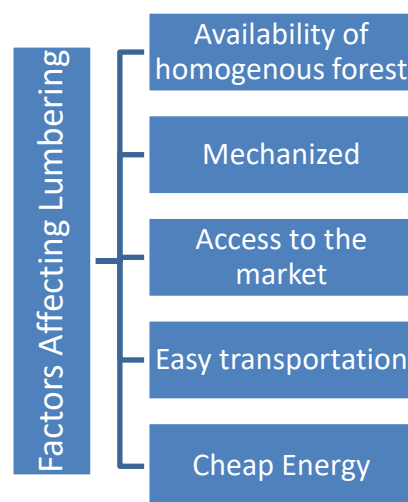 Factors Affecting Lumbering
Availability of
homogenous forest
Mechanized
Access to the
market
Easy transportation
Cheap Energy